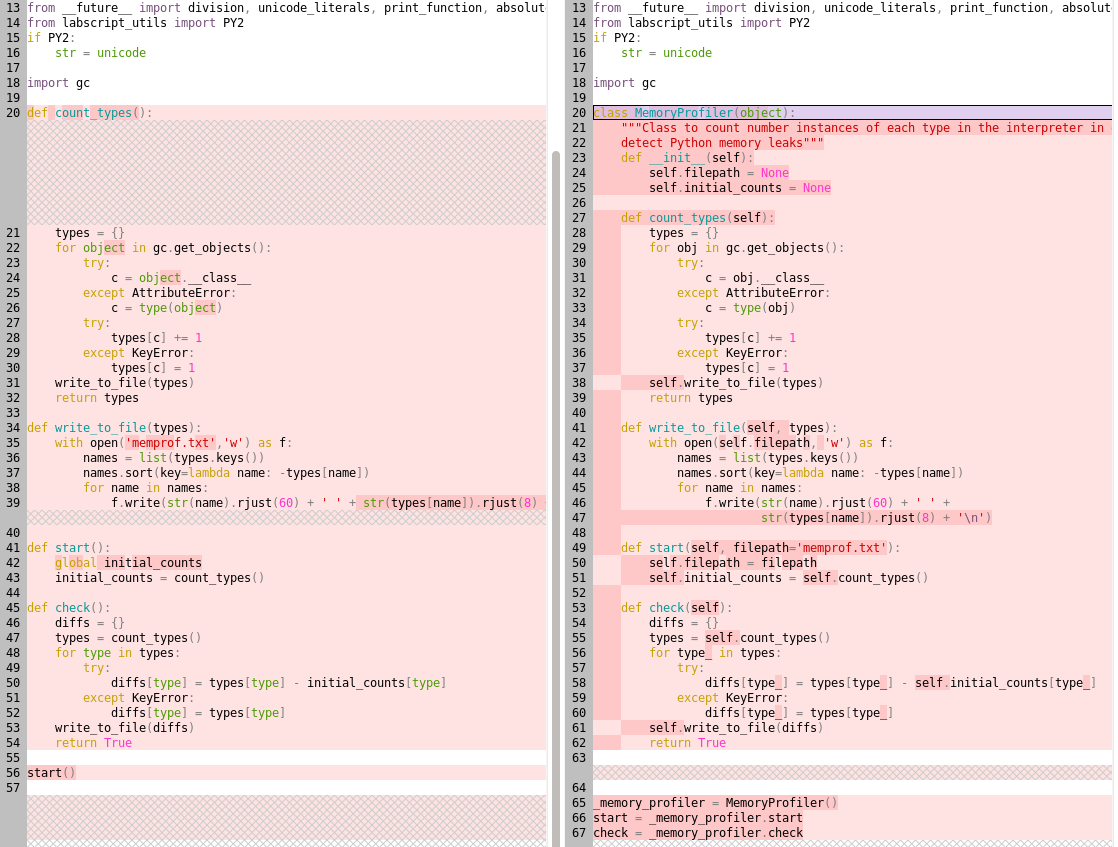 13 from __future__ import division, unicode_literals, print_function, absolut
14 from labscript_utils import PY2
15 if PY2:
16     str = unicode
17
18 import gc
19
20 def count_types():
21     types = {}
22     for object in gc.get_objects():
23         try:
24             c = object.__class__
25         except AttributeError:
26             c = type(object)
27         try:
28             types[c] += 1
29         except KeyError:
30             types[c] = 1
31     write_to_file(types)
32     return types
33
34 def write_to_file(types):
35     with open('memprof.txt','w') as f:
36         names = list(types.keys())
37         names.sort(key=lambda name: -types[name])
38         for name in names:
39             f.write(str(name).rjust(60) + ' ' + str(types[name]).rjust(8)
40
41 def start():
42     global initial_counts
43     initial_counts = count_types()
44
45 def check():
46     diffs = {}
47     types = count_types()
48     for type in types:
49         try:
50             diffs[type] = types[type] - initial_counts[type]
51         except KeyError:
52             diffs[type] = types[type]
53     write_to_file(diffs)
54     return True
55
56 start()
57
13 from __future__ import division, unicode_literals, print_function, absolut
14 from labscript_utils import PY2
15 if PY2:
16     str = unicode
17
18 import gc
19
20 class MemoryProfiler(object):
21     """Class to count number instances of each type in the interpreter in
22     detect Python memory leaks"""
23     def __init__(self):
24         self.filepath = None
25         self.initial_counts = None
26
27     def count_types(self):
28         types = {}
29         for obj in gc.get_objects():
30             try:
31                 c = obj.__class__
32             except AttributeError:
33                 c = type(obj)
34             try:
35                 types[c] += 1
36             except KeyError:
37                 types[c] = 1
38         self.write_to_file(types)
39         return types
40
41     def write_to_file(self, types):
42         with open(self.filepath, 'w') as f:
43             names = list(types.keys())
44             names.sort(key=lambda name: -types[name])
45             for name in names:
46                 f.write(str(name).rjust(60) + ' ' +
47                         str(types[name]).rjust(8) + '\n')
48
49     def start(self, filepath='memprof.txt'):
50         self.filepath = filepath
51         self.initial_counts = self.count_types()
52
53     def check(self):
54         diffs = {}
55         types = self.count_types()
56         for type_ in types:
57             try:
58                 diffs[type_] = types[type_] - self.initial_counts[type_]
59             except KeyError:
60                 diffs[type_] = types[type_]
61         self.write_to_file(diffs)
62         return True
63
64
65 _memory_profiler = MemoryProfiler()
66 start = _memory_profiler.start
67 check = _memory_profiler.check